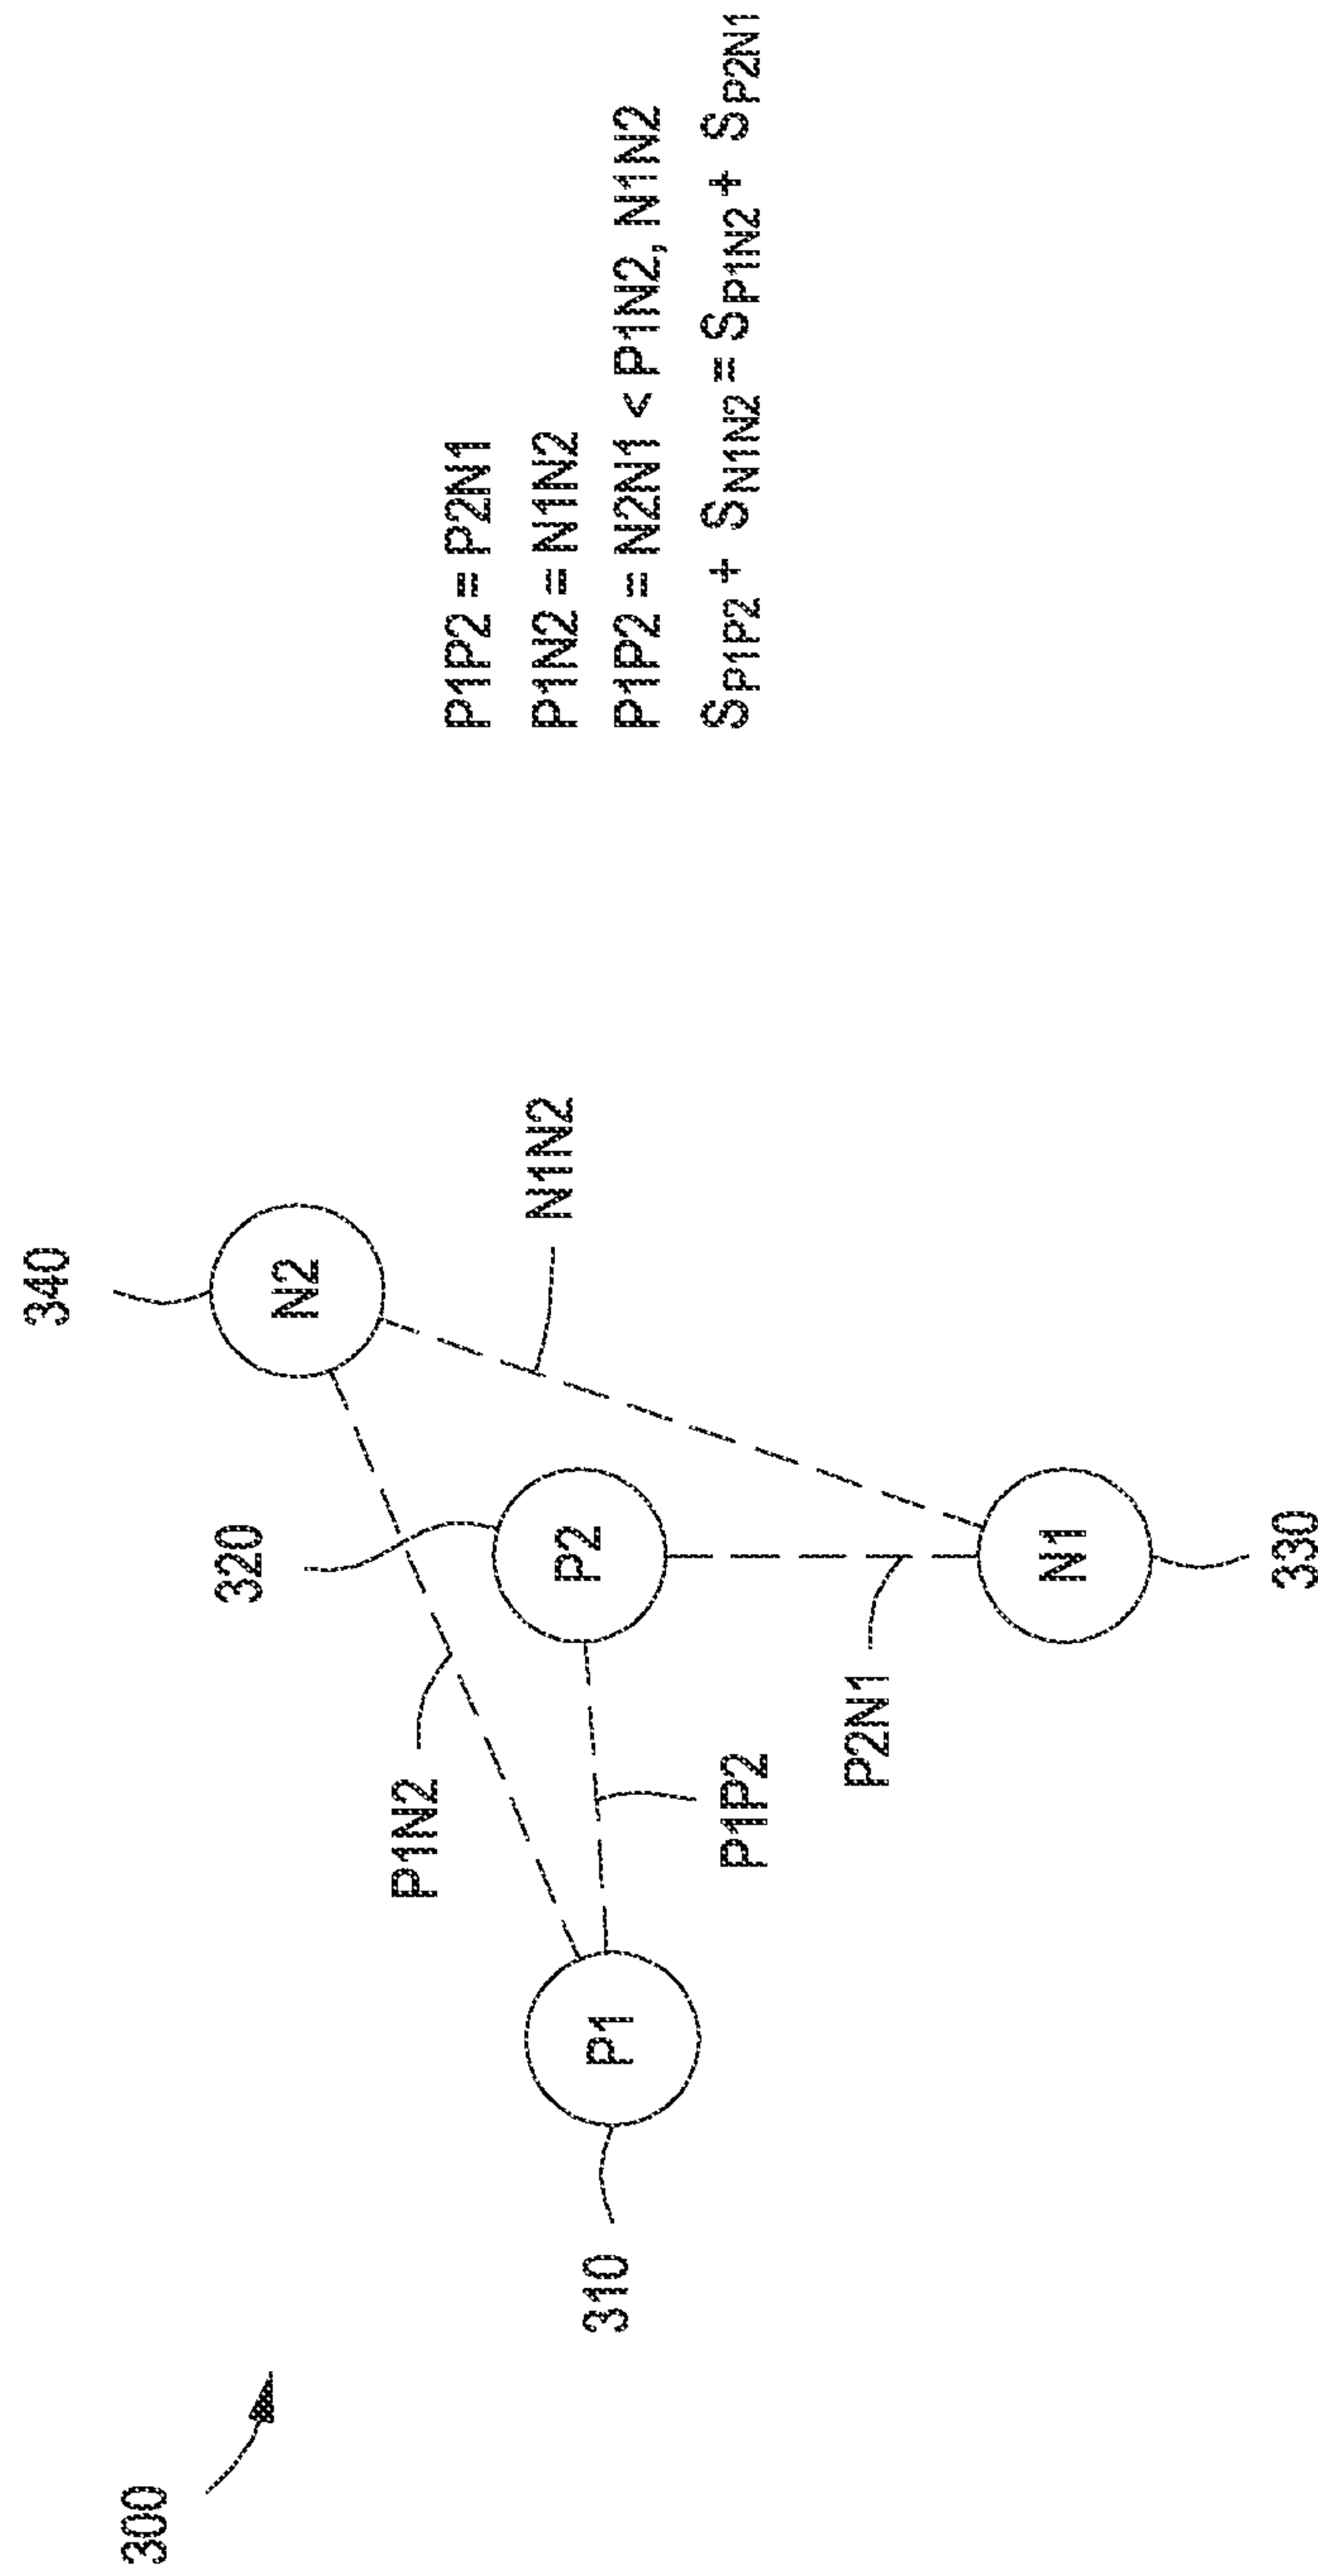 300
310
P1
P1N2
P1P2
320
P2
P2N1
N1
330
340
N2
N1N2
P1P2 = P2N1
P1N2 = N1N2
P1P2 = N2N1 < P1N2, N1N2
SP1P2 + SN1N2 = SP1N2 + SP2N1